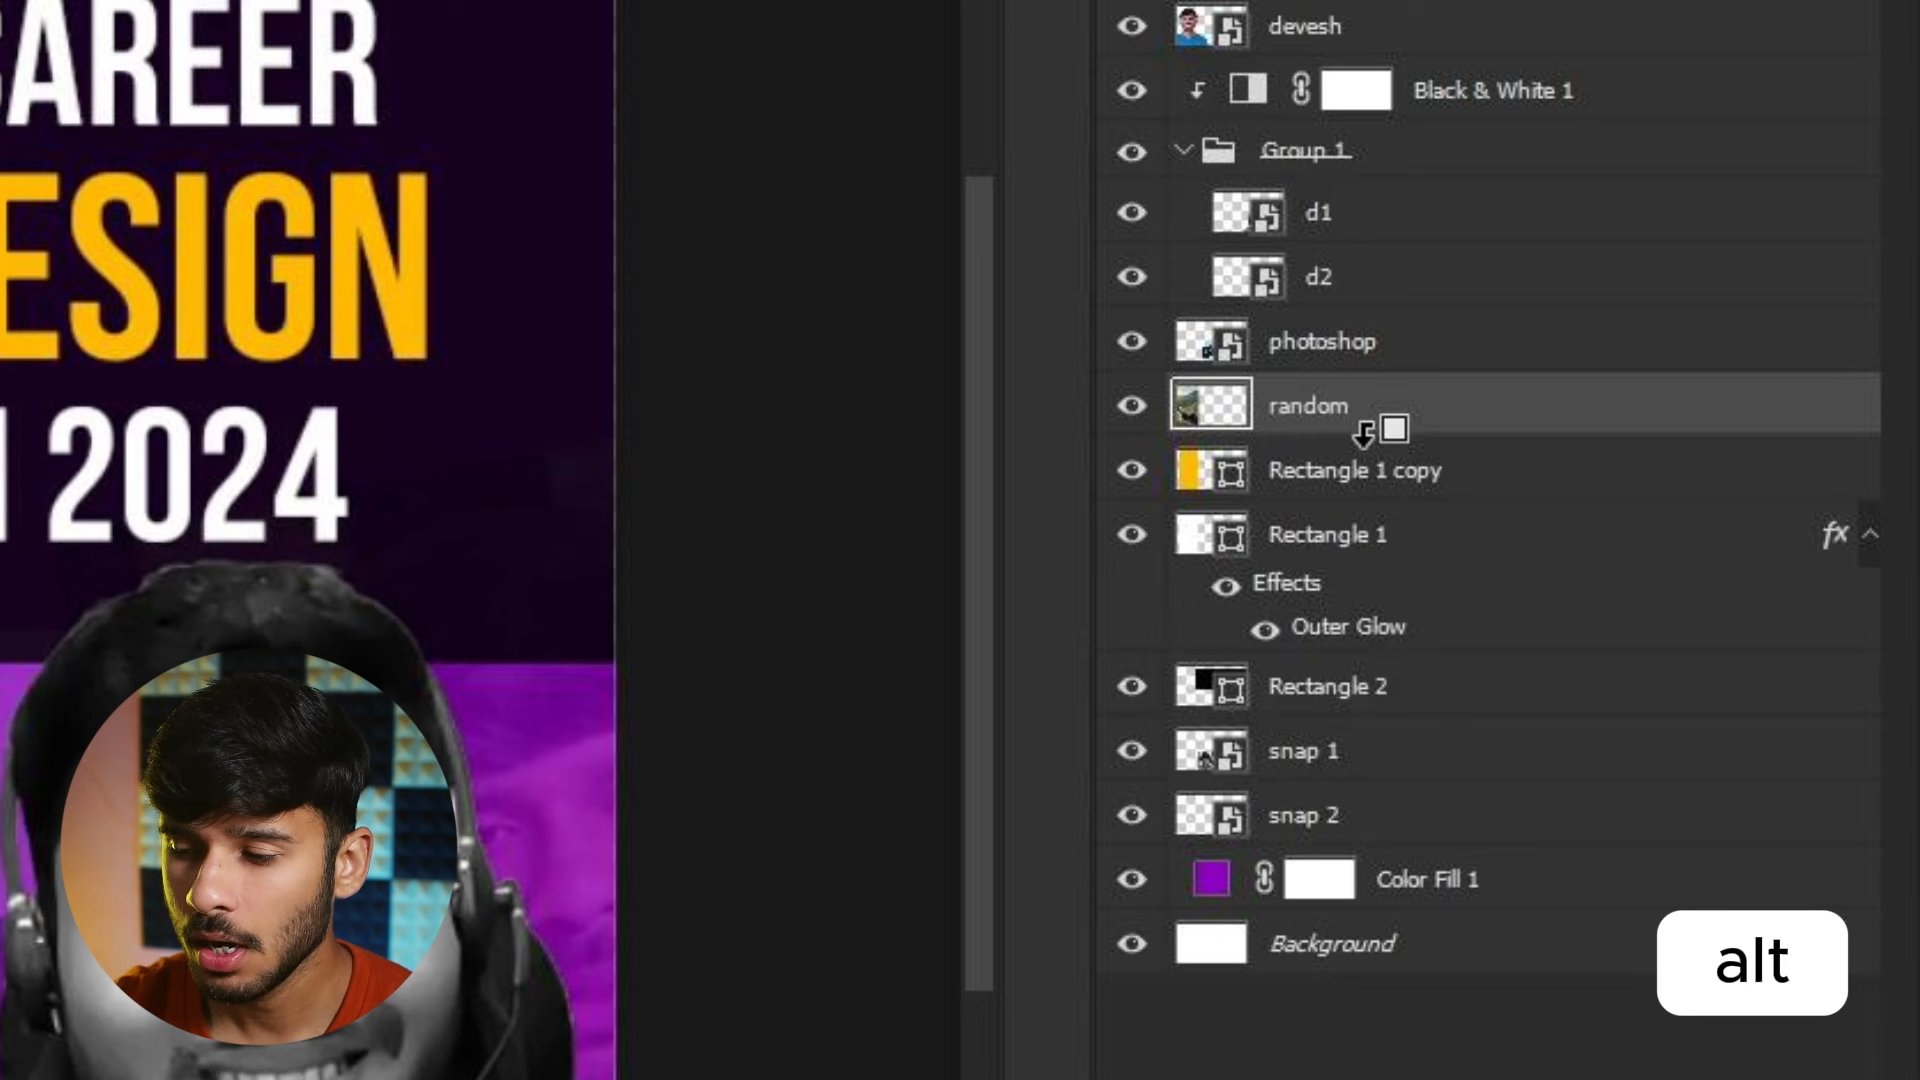 CAREER
ESIGN
2024
devesh
Black & White 1
Group 1
d1
d2
photoshop
random
Rectangle 1 copy
Rectangle 1
fx
Effects
Outer Glow
Rectangle 2
snap 1
snap 2
Color Fill 1
Background
alt